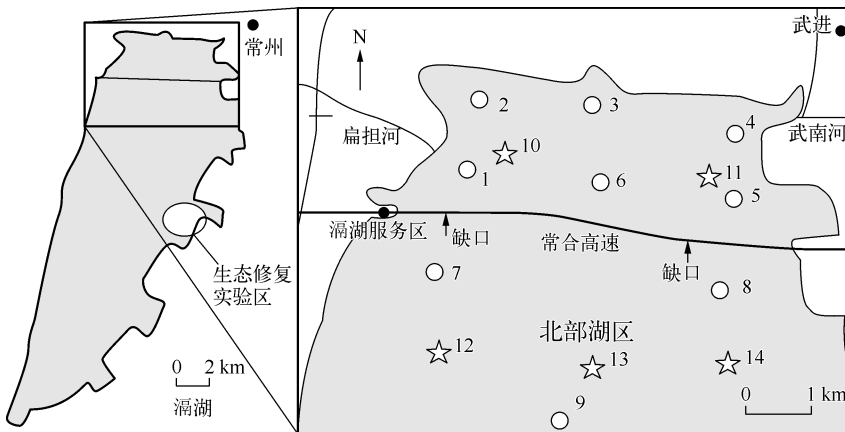 常州
生态修复
实验区
0 2 km
滆湖
N
武进
扁担河
武南河
2
3
4
10
11
1
6
5
滆湖服务区
缺口
常合高速
缺口
7
8
北部湖区
12
13
14
9
0 1 km